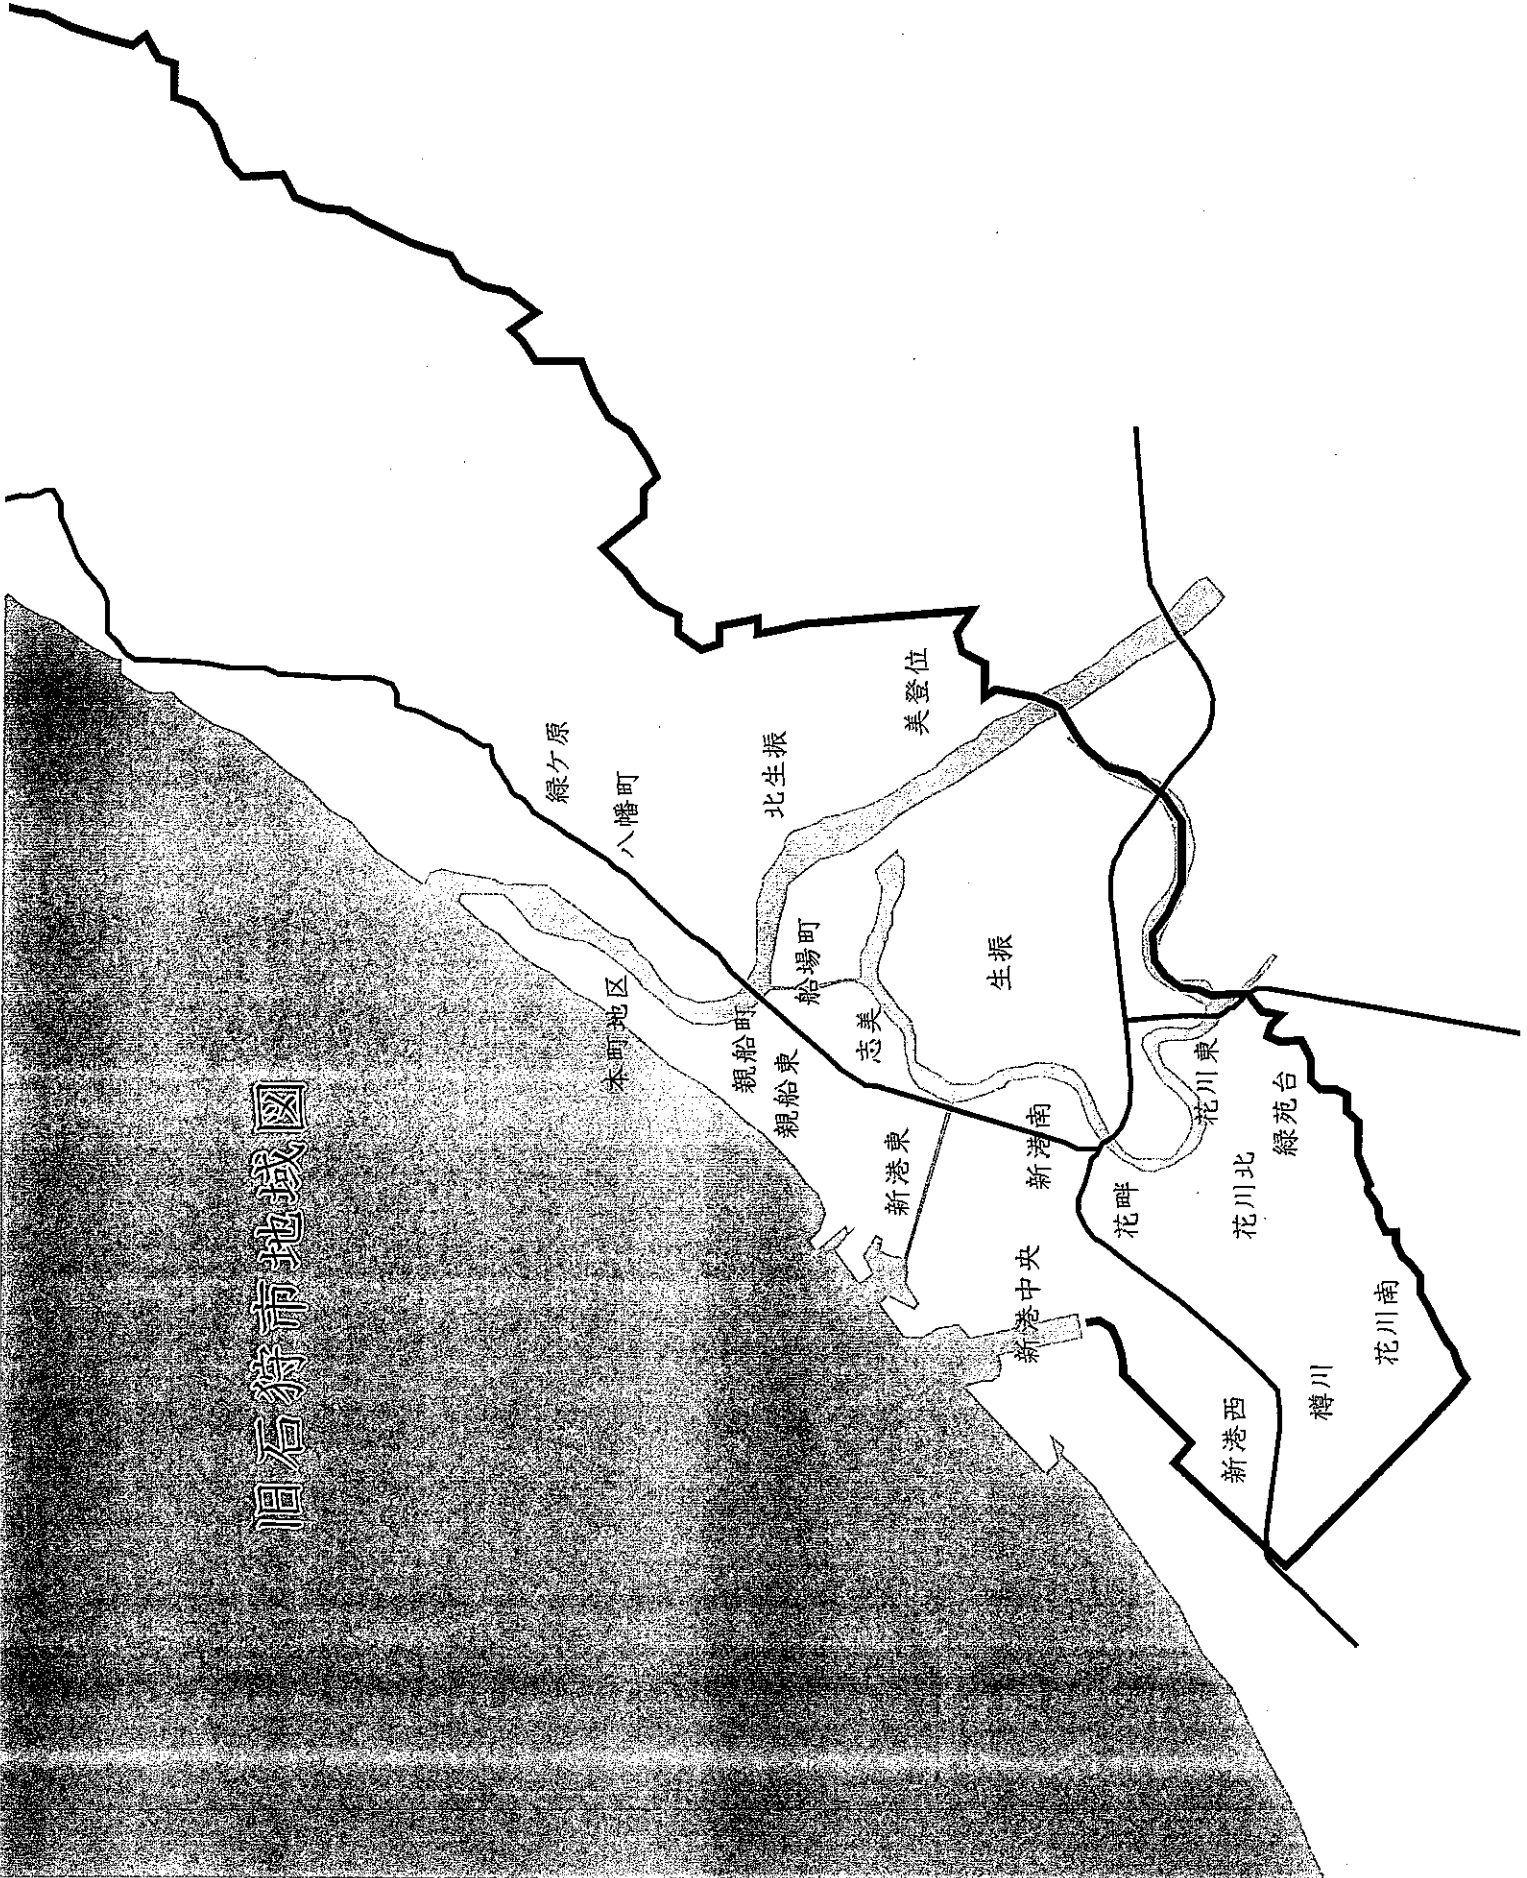 旧石狩市地域図
緑ケ原
八幡町
北生振
美登位
本町地区
親船町
船場町
親船東
志美
生振
新港東
新港南
新港中央
花畔
花川東
緑苑台
花川北
新港西
樽川
花川南